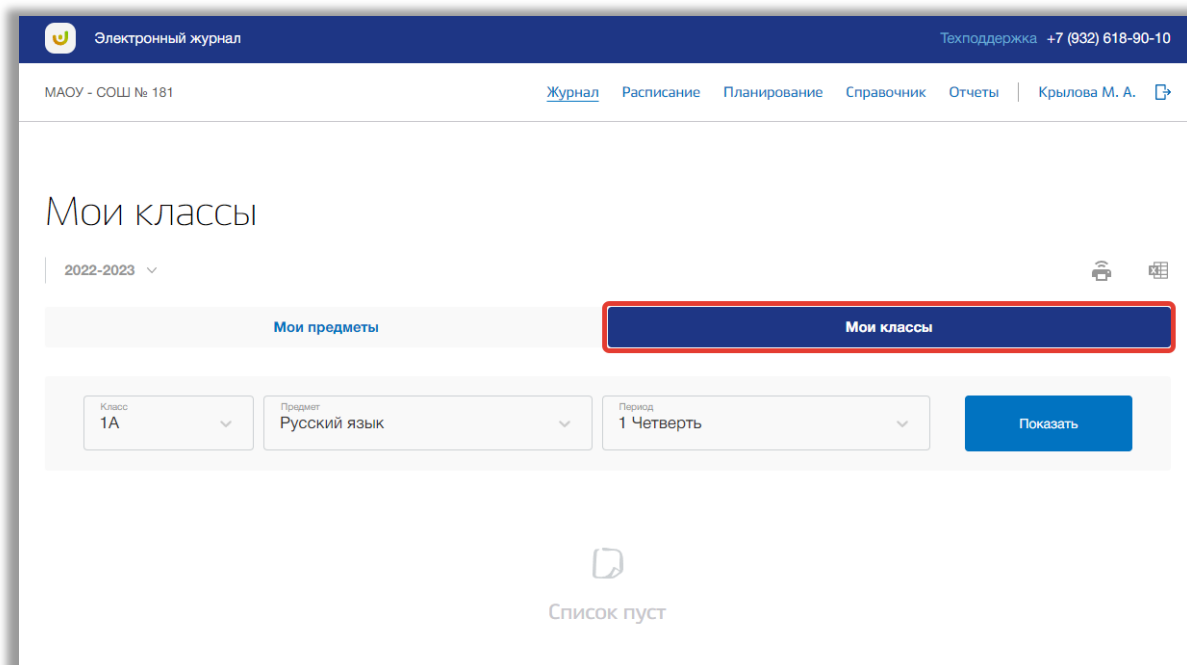 Электронный журнал Техподдержка +7 (932) 618-90-10
МАОУ - СОШ № 181 Журнал Расписание Планирование Справочник Отчеты Крылова М. А.
Мои классы
2022-2023
Мои предметы Мои классы
Класс Предмет Период
1А Русский язык 1 Четверть Показать
Список пуст